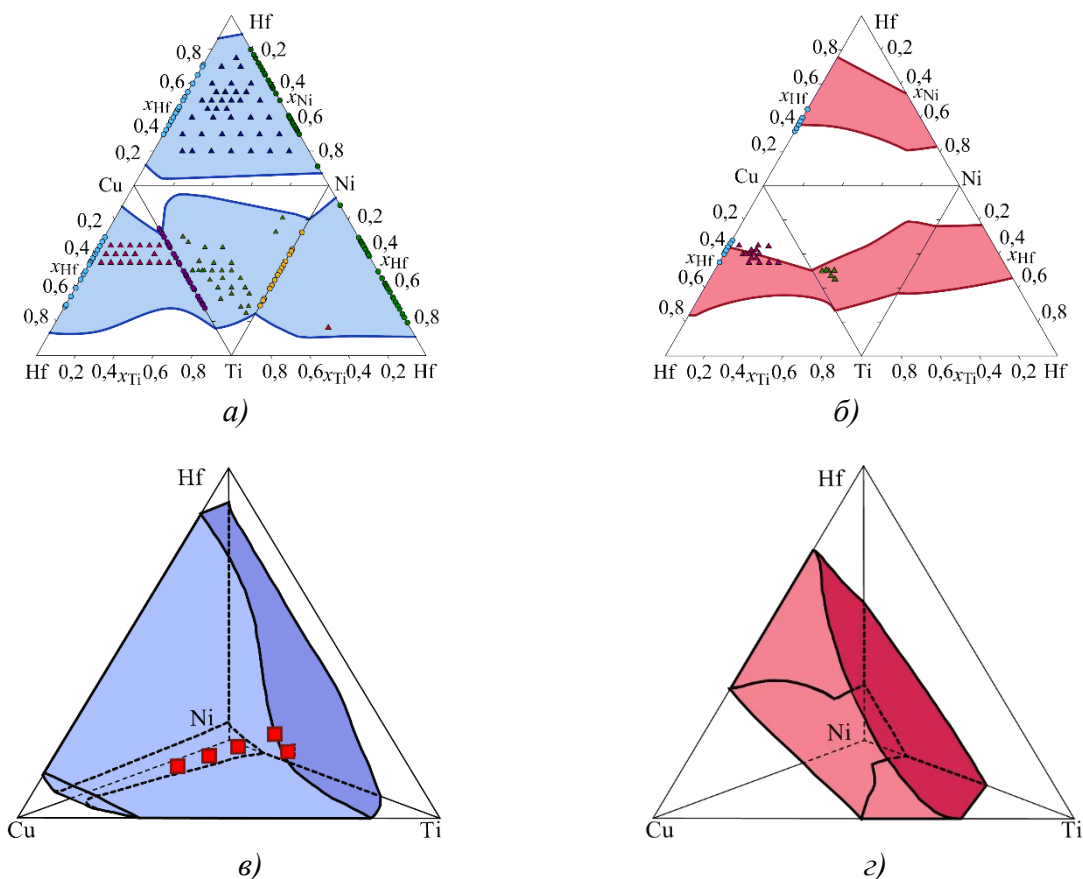 Hf
0,8 0,2
0,6 0,4
xHf xNi
0,4 0,6
0,2 0,8
Cu Ni
0,2 0,2
0,4 0,4
xHf xHf
0,6 0,6
0,8 0,8
Hf 0,2 0,4 xTi 0,6 0,8 Ti 0,8 0,6 xTi 0,4 0,2 Hf
а)
Hf
0,8 0,2
0,6 0,4
xHf xNi
0,4 0,6
0,2 0,8
Cu Ni
0,2 0,2
0,4 0,4
xHf xHf
0,6 0,6
0,8 0,8
Hf 0,2 0,4 xTi 0,6 0,8 Ti 0,8 0,6 xTi 0,4 0,2 Hf
б)
Hf
Ni
Cu Ti
в)
Hf
Ni
Cu Ti
г)